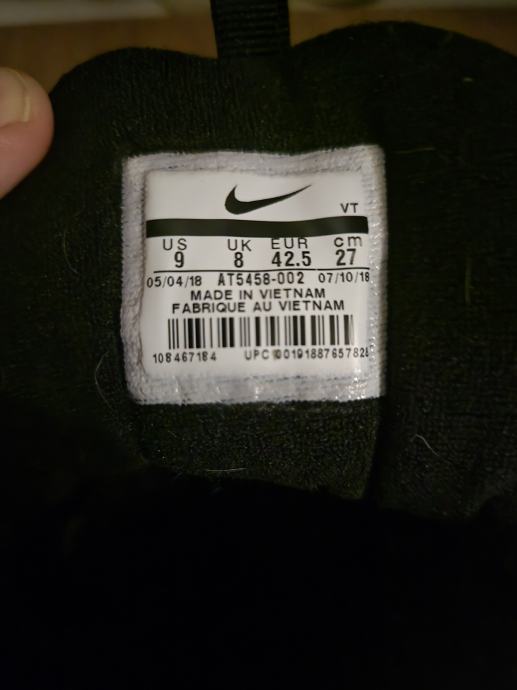 VT
US UK EUR cm
9 8 42.5 27
05/04/18 AT5458-002 07/10/18
MADE IN VIETNAM
FABRIQUE AU VIETNAM
108467184 UPC 00191887657828